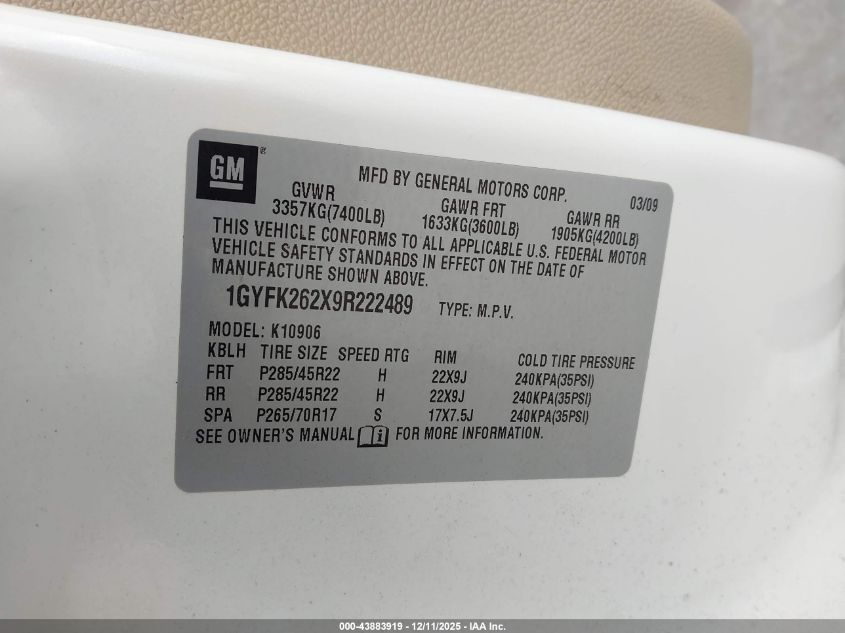 GM
MFD BY GENERAL MOTORS CORP.
03/09
GVWR GAWR FRT GAWR RR
3357KG(7400LB) 1633KG(3600LB) 1905KG(4200LB)
THIS VEHICLE CONFORMS TO ALL APPLICABLE U.S. FEDERAL MOTOR
VEHICLE SAFETY STANDARDS IN EFFECT ON THE DATE OF
MANUFACTURE SHOWN ABOVE.
1GYFK262X9R222489 TYPE: M.P.V.
MODEL: K10906
KBLH TIRE SIZE SPEED RTG RIM COLD TIRE PRESSURE
FRT P285/45R22 H 22X9J 240KPA(35PSI)
RR P285/45R22 H 22X9J 240KPA(35PSI)
SPA P265/70R17 S 17X7.5J 240KPA(35PSI)
SEE OWNER'S MANUAL i FOR MORE INFORMATION.
000-43883919 - 12/11/2025 - IAA Inc.